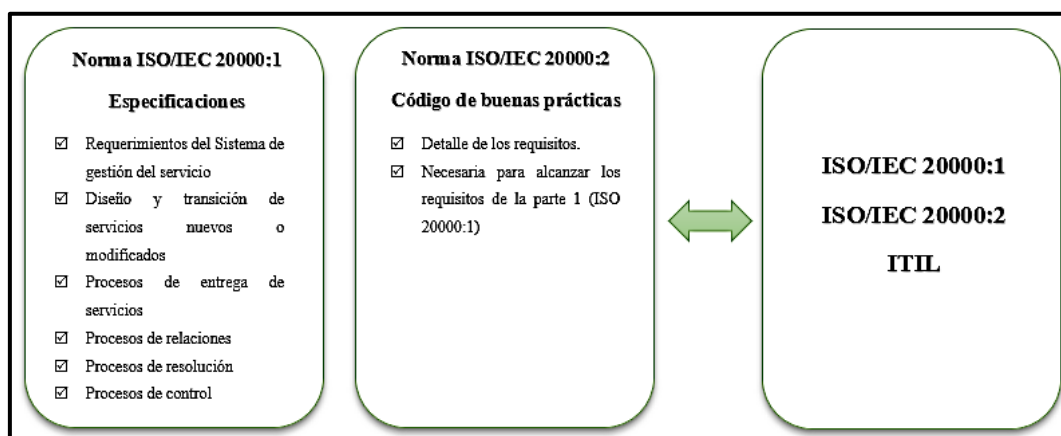 Norma ISO/IEC 20000:1
Especificaciones
☑ Requerimientos del Sistema de
gestión del servicio
☑ Diseño y transición de
servicios nuevos o
modificados
☑ Procesos de entrega de
servicios
☑ Procesos de relaciones
☑ Procesos de resolución
☑ Procesos de control
Norma ISO/IEC 20000:2
Código de buenas prácticas
☑ Detalle de los requisitos.
☑ Necesaria para alcanzar los
requisitos de la parte 1 (ISO
20000:1)
ISO/IEC 20000:1
ISO/IEC 20000:2
ITIL